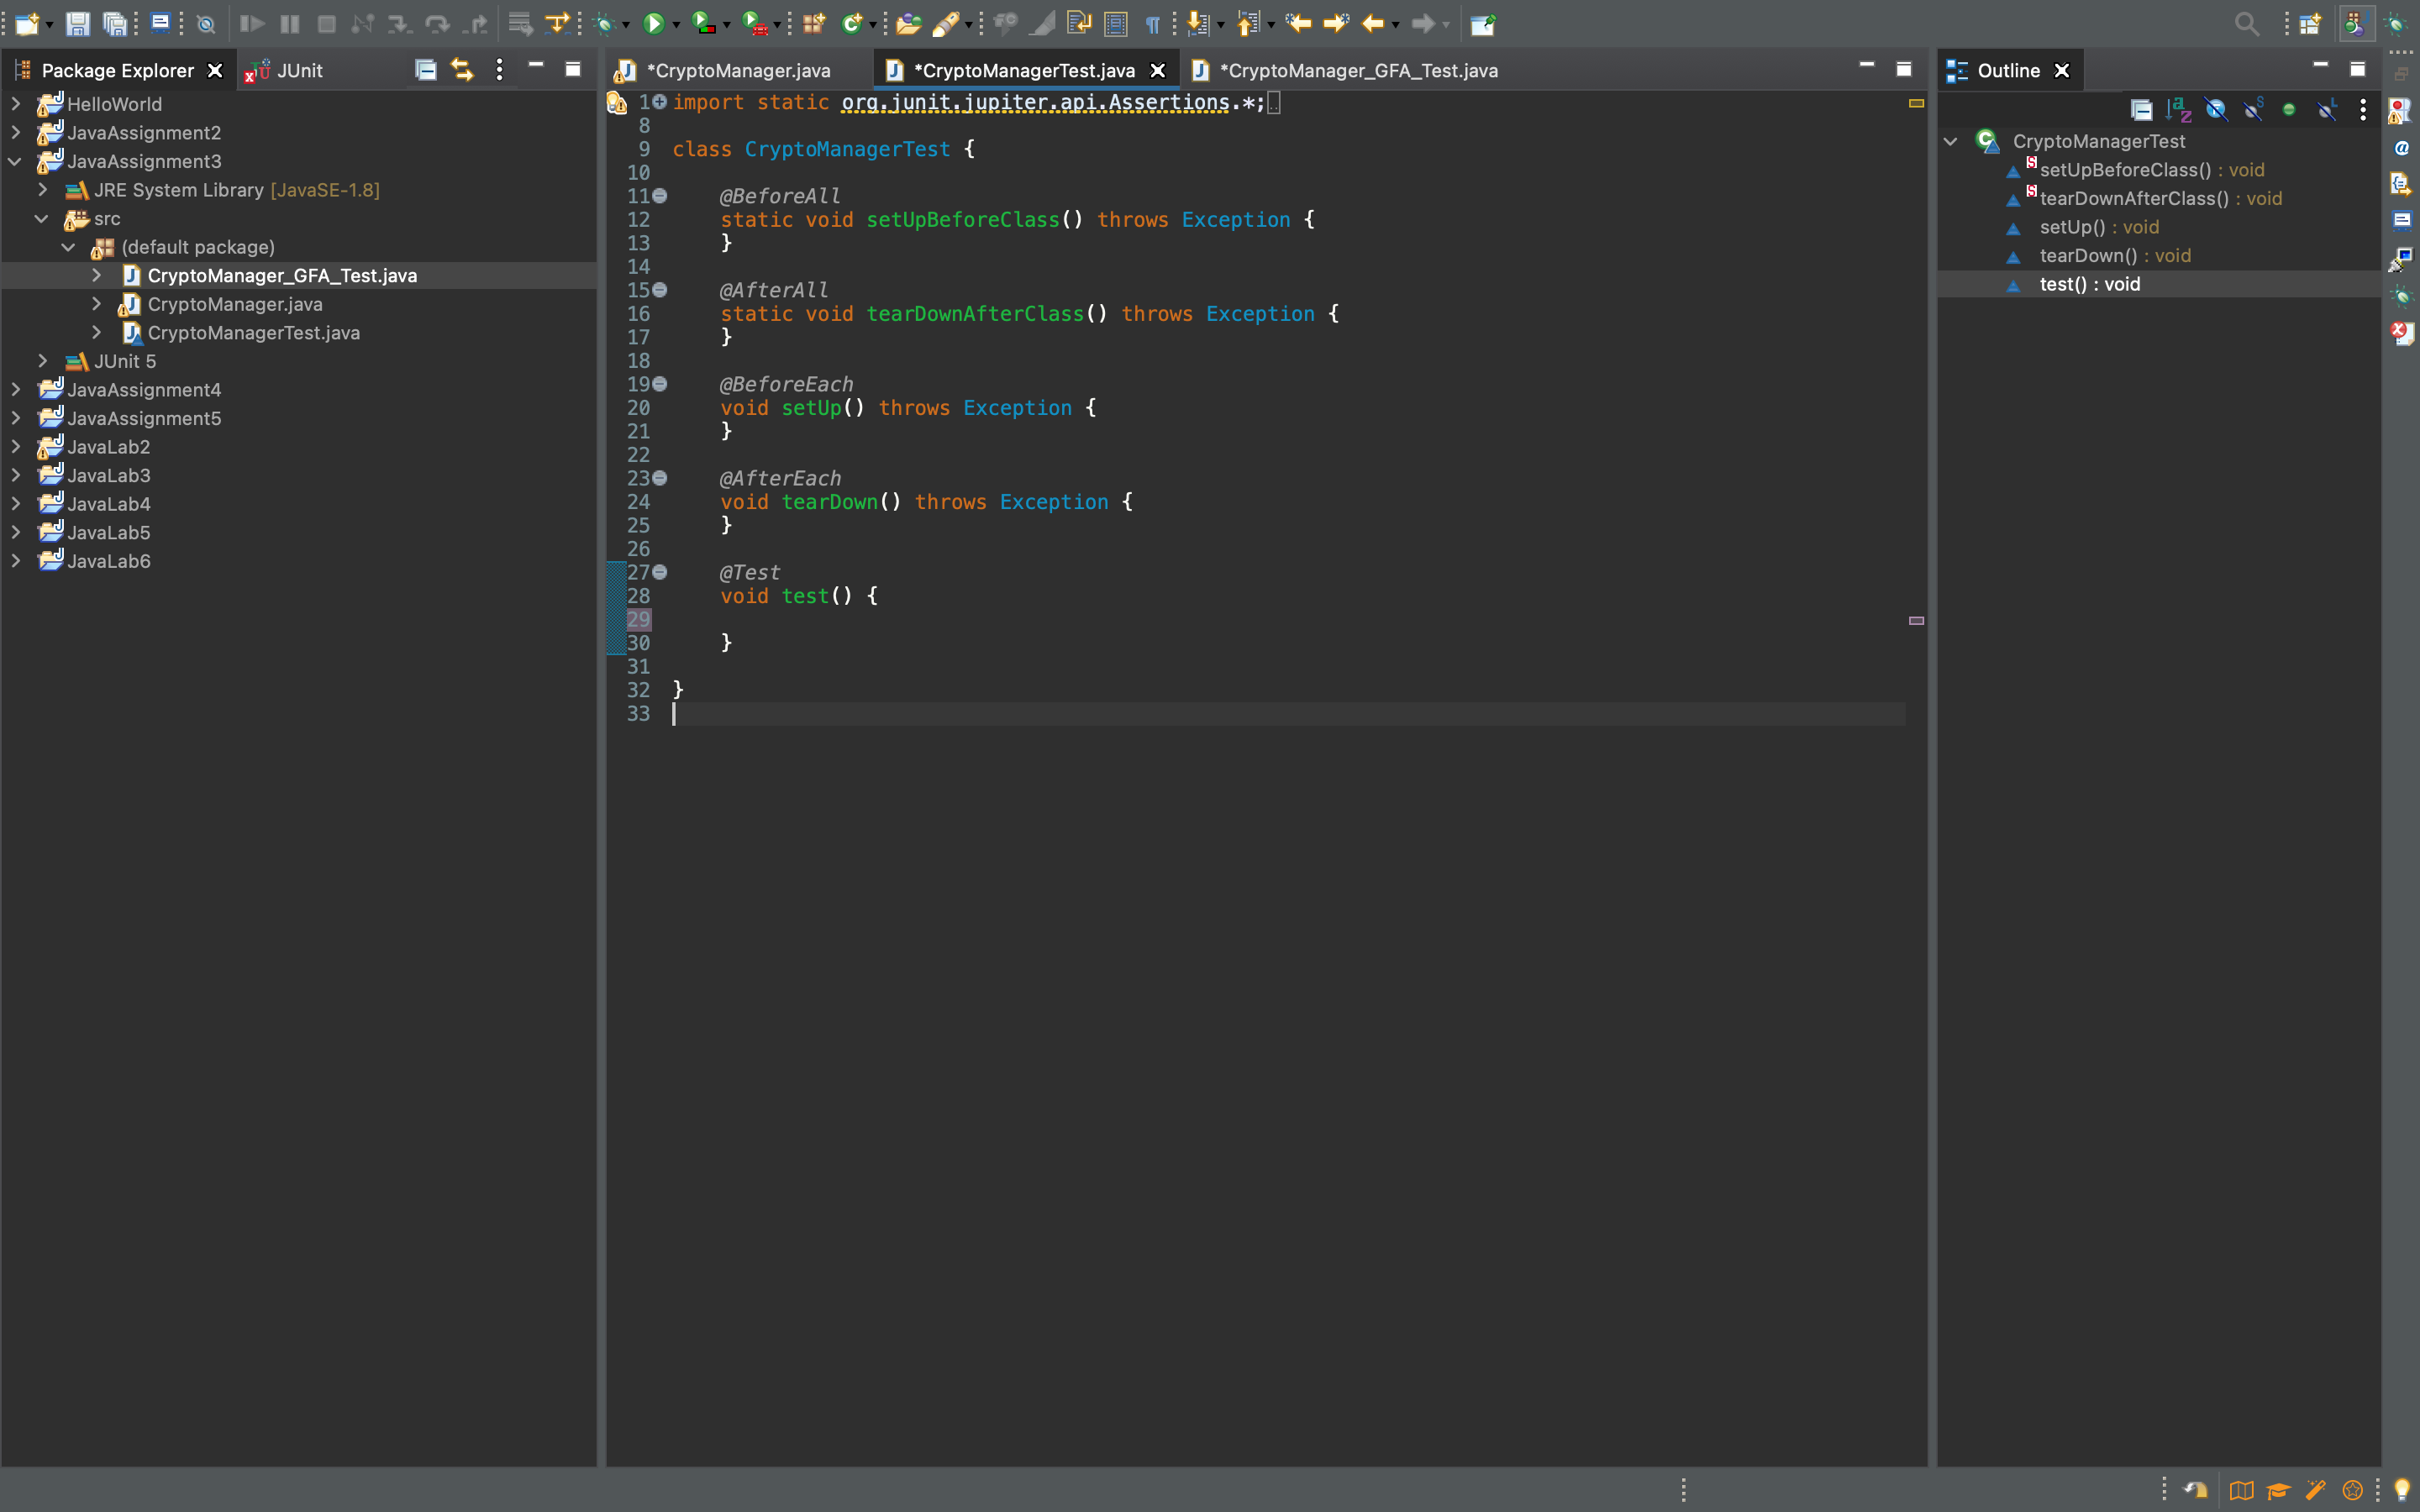 Package Explorer
JUnit
HelloWorld
JavaAssignment2
JavaAssignment3
JRE System Library [JavaSE-1.8]
src
(default package)
CryptoManager_GFA_Test.java
CryptoManager.java
CryptoManagerTest.java
JUnit 5
JavaAssignment4
JavaAssignment5
JavaLab2
JavaLab3
JavaLab4
JavaLab5
JavaLab6
*CryptoManager.java
*CryptoManagerTest.java
*CryptoManager_GFA_Test.java
1 import static org.junit.jupiter.api.Assertions.*;
8
9 class CryptoManagerTest {
10
11 @BeforeAll
12 static void setUpBeforeClass() throws Exception {
13 }
14
15 @AfterAll
16 static void tearDownAfterClass() throws Exception {
17 }
18
19 @BeforeEach
20 void setUp() throws Exception {
21 }
22
23 @AfterEach
24 void tearDown() throws Exception {
25 }
26
27 @Test
28 void test() {
29
30 }
31
32 }
33
Outline
CryptoManagerTest
setUpBeforeClass() : void
tearDownAfterClass() : void
setUp() : void
tearDown() : void
test() : void